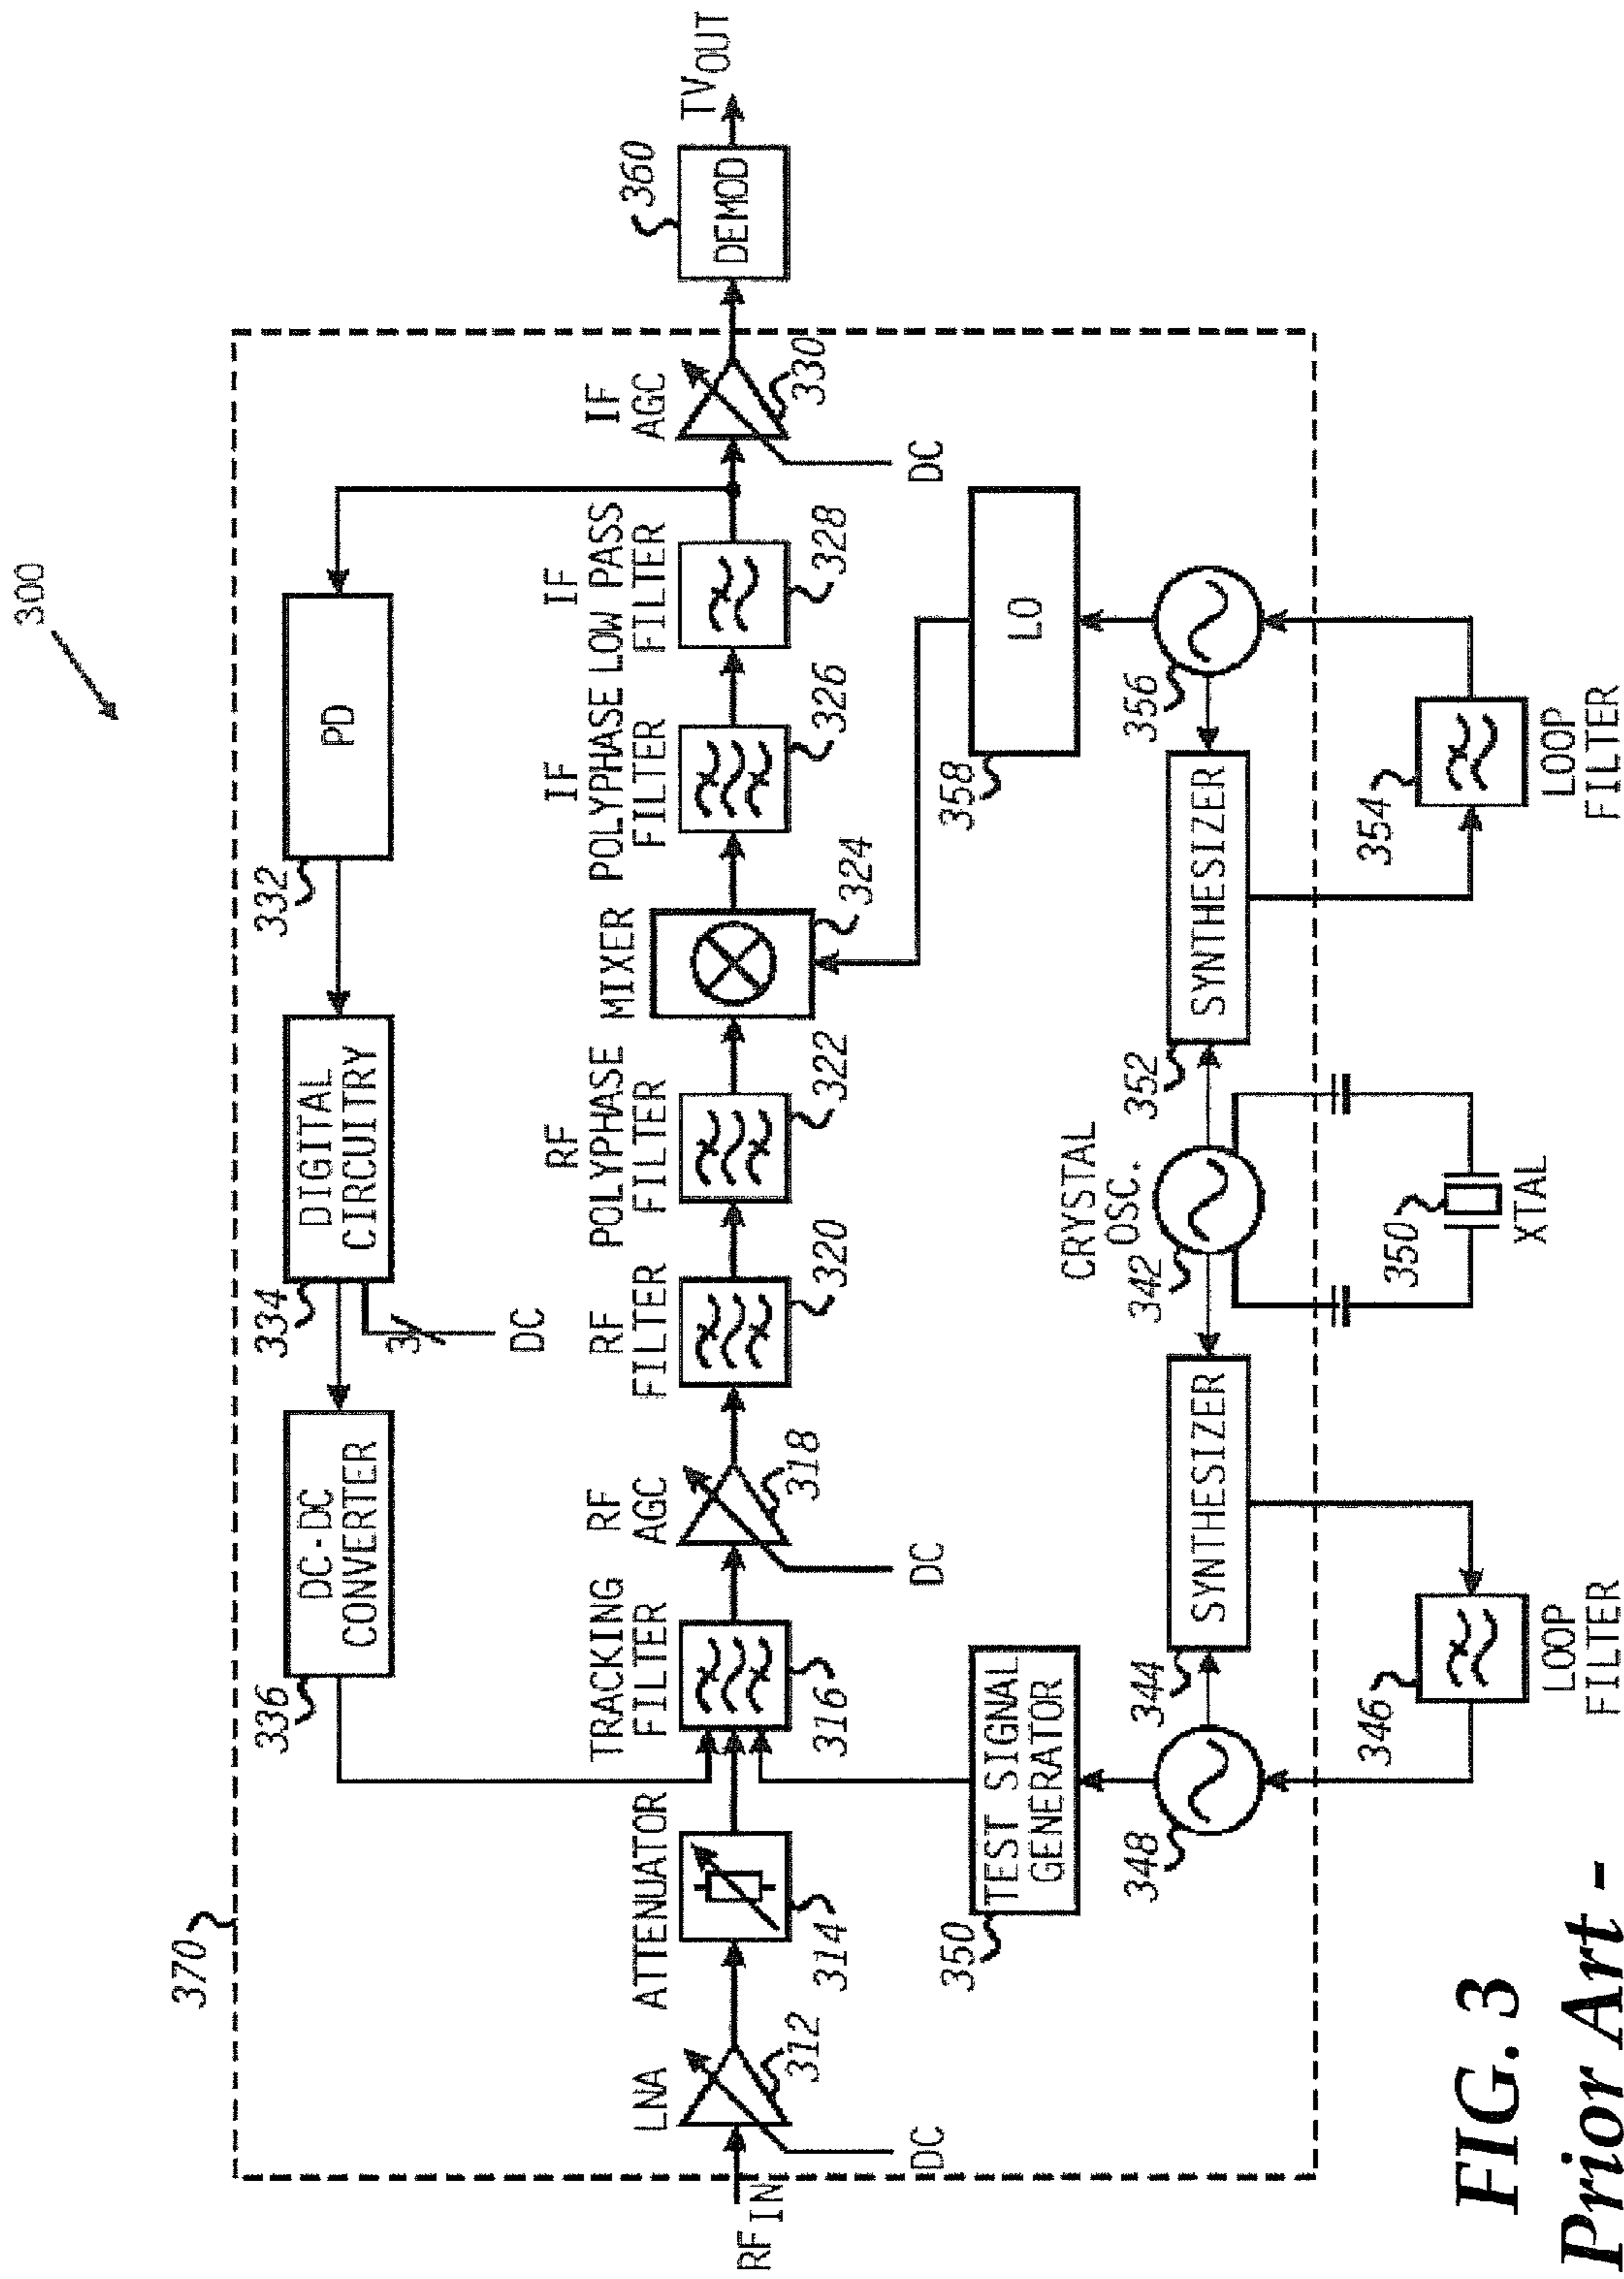 300
370
336
DC-DC
CONVERTER
334
DIGITAL
CIRCUITRY
3
DC
332
PD
RFIN
LNA
312
DC
ATTENUATOR
314
TRACKING
FILTER
316
RF
AGC
318
DC
RF
FILTER
320
RF
POLYPHASE
FILTER
322
MIXER
324
IF
POLYPHASE
FILTER
326
IF
LOW PASS
FILTER
328
IF
AGC
330
DC
360
DEMOD
TVOUT
350
TEST SIGNAL
GENERATOR
358
LO
348
344
SYNTHESIZER
CRYSTAL
OSC.
342
352
SYNTHESIZER
356
346
LOOP
FILTER
350
XTAL
354
LOOP
FILTER
FIG. 3
Prior Art -